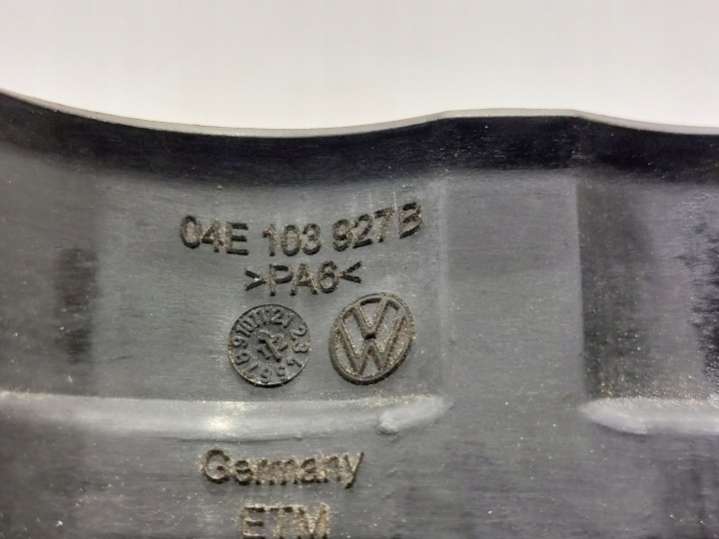 04E 103 927 B
>PA6<
Germany
ETM